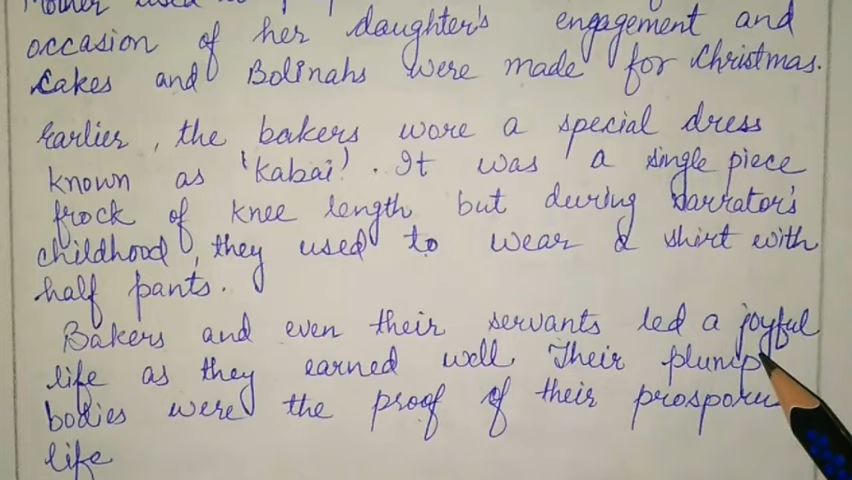 Mother used to
occasion of her daughter's engagement and
Cakes and Bolinahs were made for Christmas.
Earlier, the bakers wore a special dress
known as 'Kabai'. It was a single piece
frock of knee length but during narrator's
childhood, they used to wear a shirt with
half pants.
Bakers and even their servants led a joyful
life as they earned well. Their plump
bodies were the proof of their
life